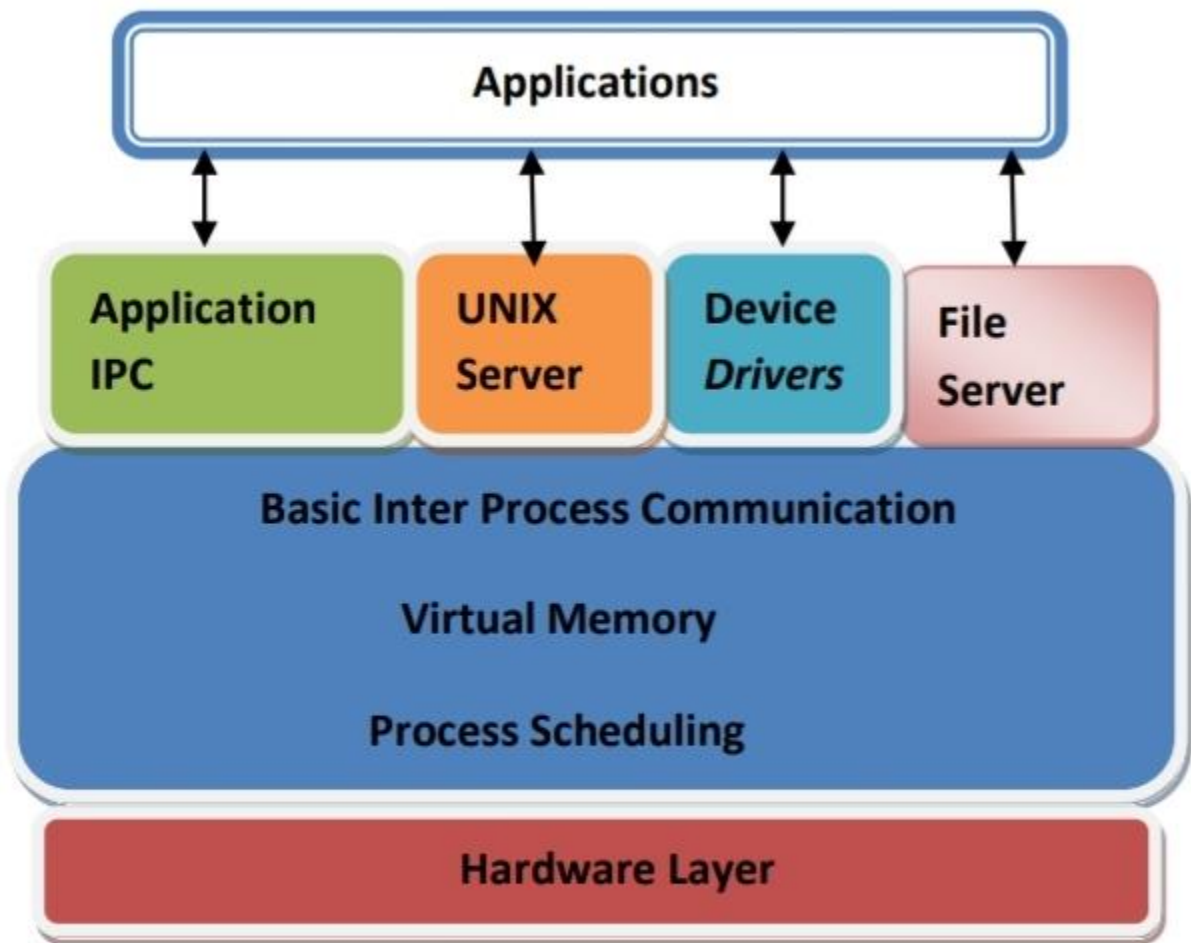 Applications
Application
IPC
UNIX
Server
Device
Drivers
File
Server
Basic Inter Process Communication
Virtual Memory
Process Scheduling
Hardware Layer